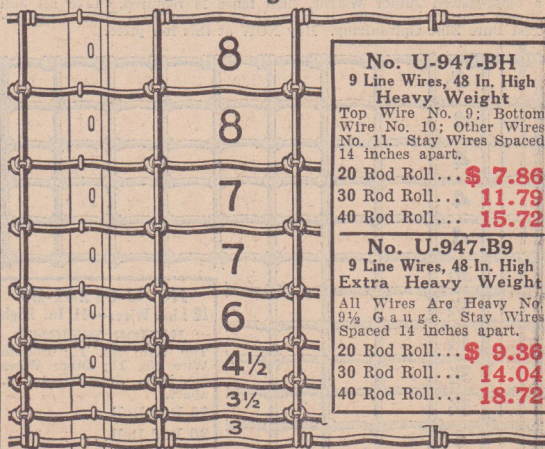 8
8
7
7
6
4½
3½
3
No. U-947-BH
9 Line Wires, 48 In. High
Heavy Weight
Top Wire No. 9; Bottom
Wire No. 10; Other Wires
No. 11. Stay Wires Spaced
14 inches apart.
20 Rod Roll...$ 7.86
30 Rod Roll... 11.79
40 Rod Roll... 15.72
No. U-947-B9
9 Line Wires, 48 In. High
Extra Heavy Weight
All Wires Are Heavy No.
9½ Gauge. Stay Wires
Spaced 14 inches apart.
20 Rod Roll...$ 9.36
30 Rod Roll... 14.04
40 Rod Roll... 18.72